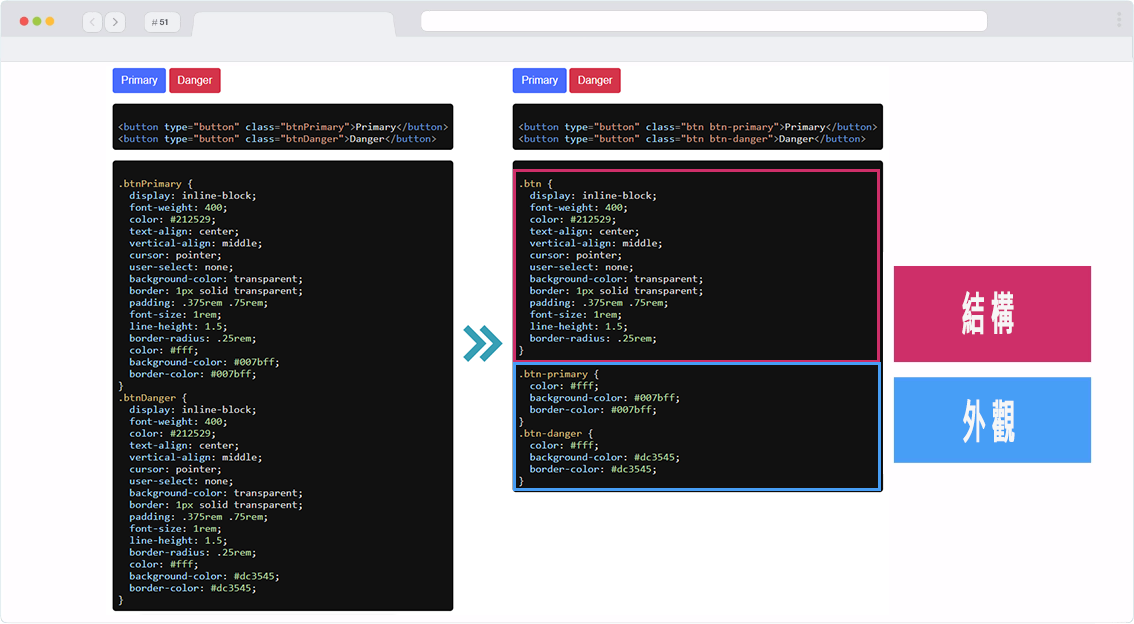 # 51
Primary Danger
<button type="button" class="btnPrimary">Primary</button>
<button type="button" class="btnDanger">Danger</button>
.btnPrimary {
display: inline-block;
font-weight: 400;
color: #212529;
text-align: center;
vertical-align: middle;
cursor: pointer;
user-select: none;
background-color: transparent;
border: 1px solid transparent;
padding: .375rem .75rem;
font-size: 1rem;
line-height: 1.5;
border-radius: .25rem;
color: #fff;
background-color: #007bff;
border-color: #007bff;
}
.btnDanger {
display: inline-block;
font-weight: 400;
color: #212529;
text-align: center;
vertical-align: middle;
cursor: pointer;
user-select: none;
background-color: transparent;
border: 1px solid transparent;
padding: .375rem .75rem;
font-size: 1rem;
line-height: 1.5;
border-radius: .25rem;
color: #fff;
background-color: #dc3545;
border-color: #dc3545;
}
Primary Danger
<button type="button" class="btn btn-primary">Primary</button>
<button type="button" class="btn btn-danger">Danger</button>
.btn {
display: inline-block;
font-weight: 400;
color: #212529;
text-align: center;
vertical-align: middle;
cursor: pointer;
user-select: none;
background-color: transparent;
border: 1px solid transparent;
padding: .375rem .75rem;
font-size: 1rem;
line-height: 1.5;
border-radius: .25rem;
}
.btn-primary {
color: #fff;
background-color: #007bff;
border-color: #007bff;
}
.btn-danger {
color: #fff;
background-color: #dc3545;
border-color: #dc3545;
}
結構
外觀